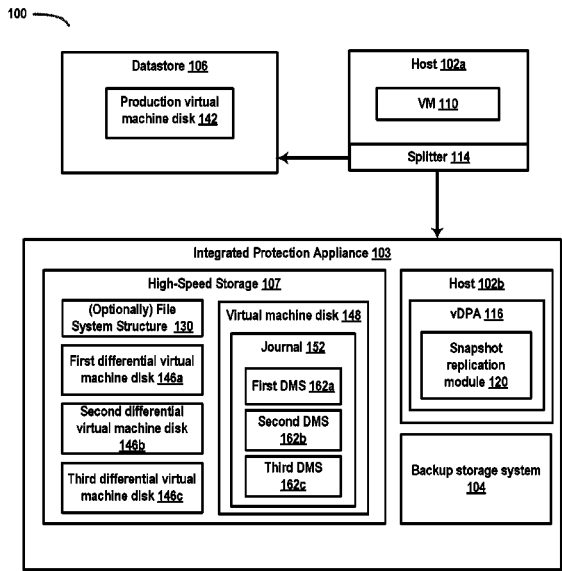 100
Datastore 106
Production virtual
machine disk 142
Host 102a
VM 110
Splitter 114
Integrated Protection Appliance 103
High-Speed Storage 107
(Optionally) File
System Structure 130
First differential virtual
machine disk 146a
Second differential
virtual machine disk
146b
Third differential virtual
machine disk 146c
Virtual machine disk 148
Journal 152
First DMS 162a
Second DMS
162b
Third DMS
162c
Host 102b
vDPA 116
Snapshot
replication
module 120
Backup storage system
104